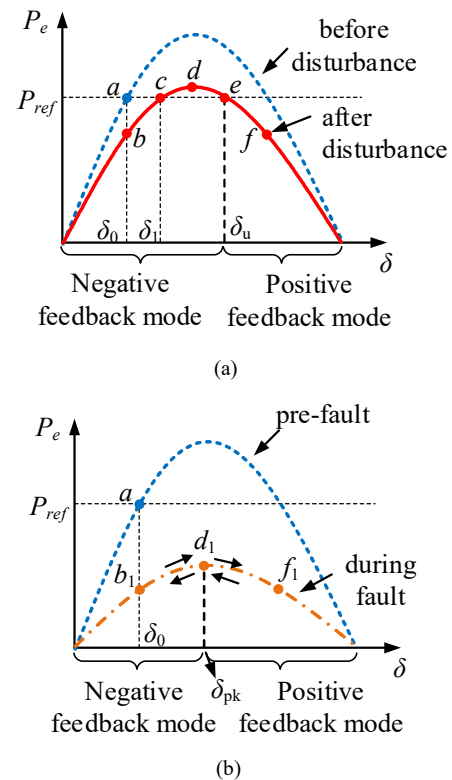 P_e
before
disturbance
d
a
c
e
P_ref
b
f
after
disturbance
δ_0
δ_1
δ_u
δ
Negative
feedback mode
Positive
feedback mode
(a)
P_e
pre-fault
a
P_ref
d_1
b_1
f_1
during
fault
δ_0
δ
δ_pk
Negative
feedback mode
Positive
feedback mode
(b)